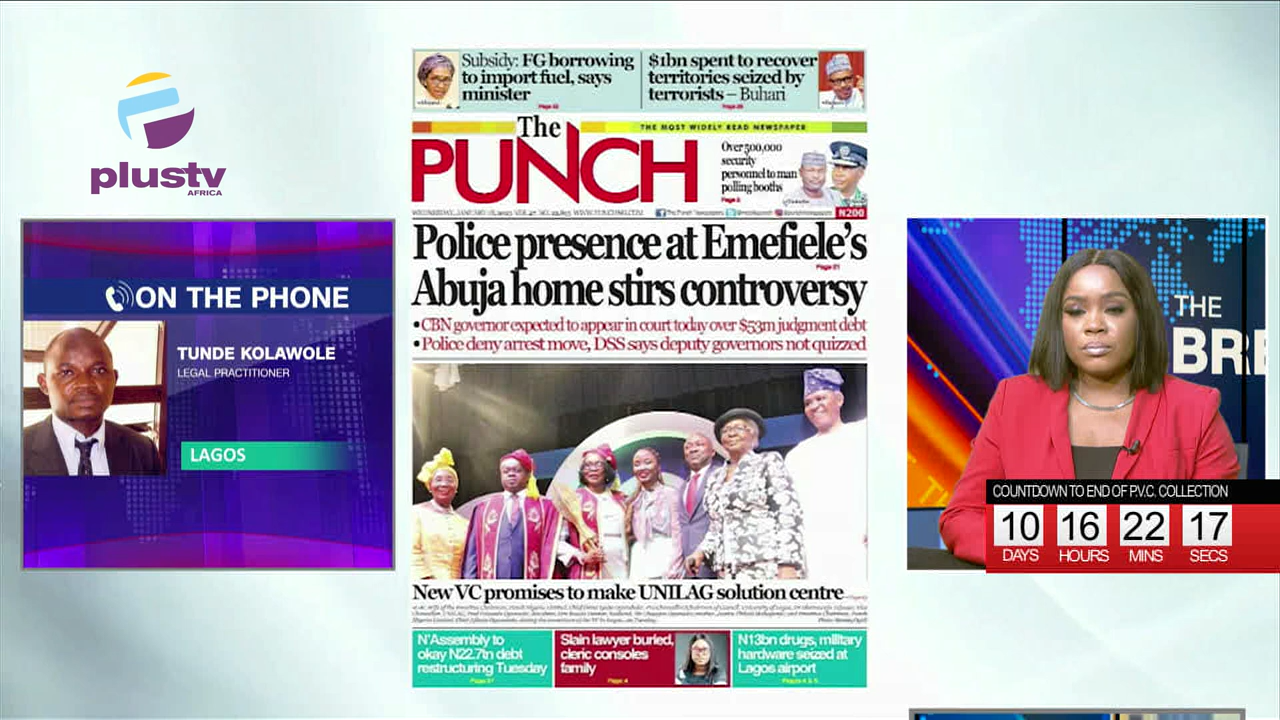 plustv
AFRICA
ON THE PHONE
TUNDE KOLAWOLE
LEGAL PRACTITIONER
LAGOS
Subsidy: FG borrowing
to import fuel, says
minister
$1bn spent to recover
territories seized by
terrorists – Buhari
The
PUNCH
THE MOST WIDELY READ NEWSPAPER
Over 500,000
security
personnel to man
polling booths
N200
Police presence at Emefiele's
Page 21
Abuja home stirs controversy
•CBN governor expected to appear in court today over $53m judgment debt
•Police deny arrest move, DSS says deputy governors not quizzed
New VC promises to make UNILAG solution centre
N'Assembly to
okay N22.7tn debt
restructuring Tuesday
Slain lawyer buried,
cleric consoles
family
Page 4
N13bn drugs, military
hardware seized at
Lagos airport
THE
BRE
COUNTDOWN TO END OF P.V.C. COLLECTION
10 16 22 17
DAYS HOURS MINS SECS